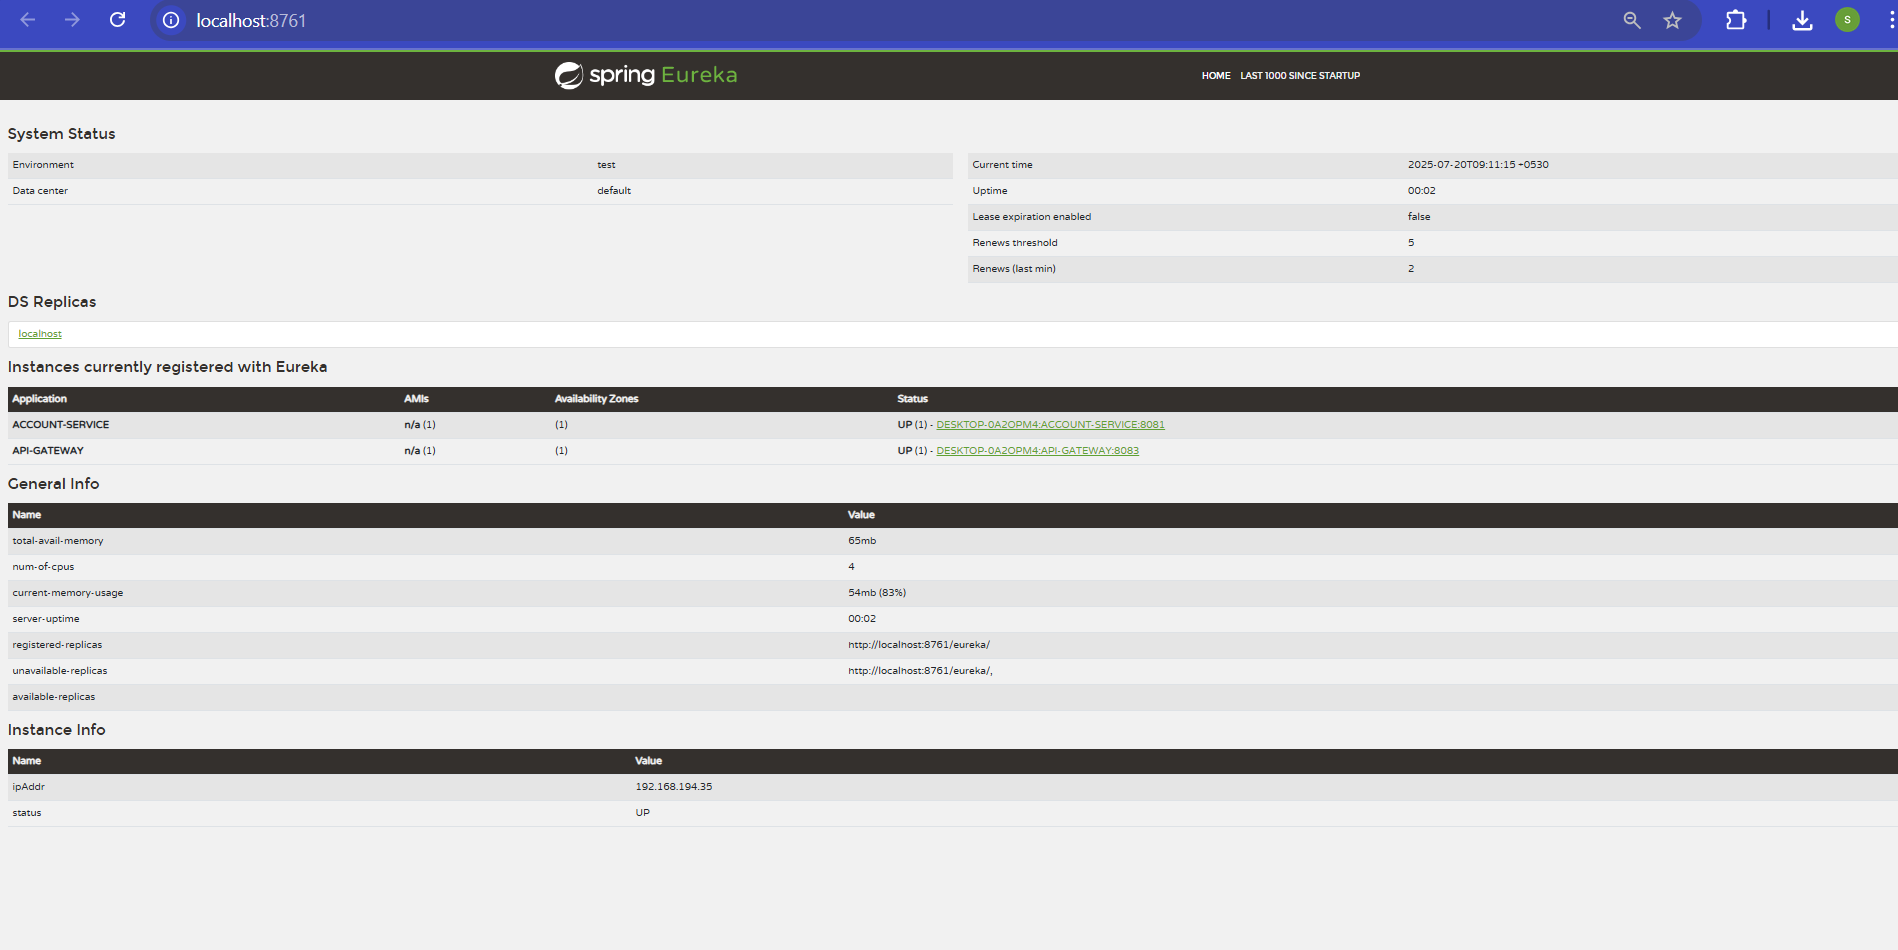 localhost:8761
S
spring Eureka
HOME LAST 1000 SINCE STARTUP
System Status
Environment test
Data center default
Current time 2025-07-20T09:11:15 +0530
Uptime 00:02
Lease expiration enabled false
Renews threshold 5
Renews (last min) 2
DS Replicas
localhost
Instances currently registered with Eureka
Application AMIs Availability Zones Status
ACCOUNT-SERVICE n/a (1) (1) UP (1) - DESKTOP-0A2OPM4:ACCOUNT-SERVICE:8081
API-GATEWAY n/a (1) (1) UP (1) - DESKTOP-0A2OPM4:API-GATEWAY:8083
General Info
Name Value
total-avail-memory 65mb
num-of-cpus 4
current-memory-usage 54mb (83%)
server-uptime 00:02
registered-replicas http://localhost:8761/eureka/
unavailable-replicas http://localhost:8761/eureka/,
available-replicas
Instance Info
Name Value
ipAddr 192.168.194.35
status UP